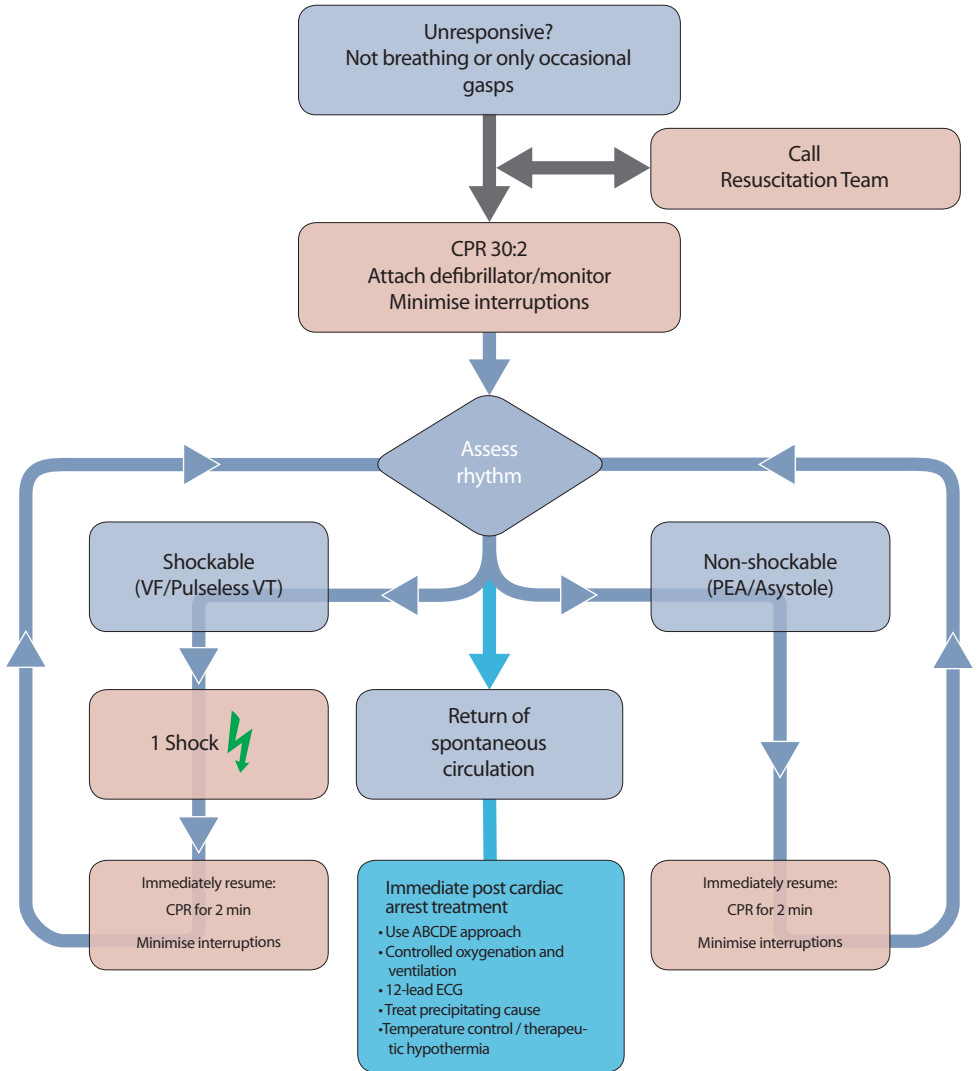 Unresponsive?
Not breathing or only occasional
gasps
Call
Resuscitation Team
CPR 30:2
Attach defibrillator/monitor
Minimise interruptions
Assess
rhythm
Shockable
(VF/Pulseless VT)
Non-shockable
(PEA/Asystole)
1 Shock
Return of
spontaneous
circulation
Immediately resume:
CPR for 2 min
Minimise interruptions
Immediate post cardiac
arrest treatment
• Use ABCDE approach
• Controlled oxygenation and
ventilation
• 12-lead ECG
• Treat precipitating cause
•Temperature control / therapeu-
tic hypothermia
Immediately resume:
CPR for 2 min
Minimise interruptions